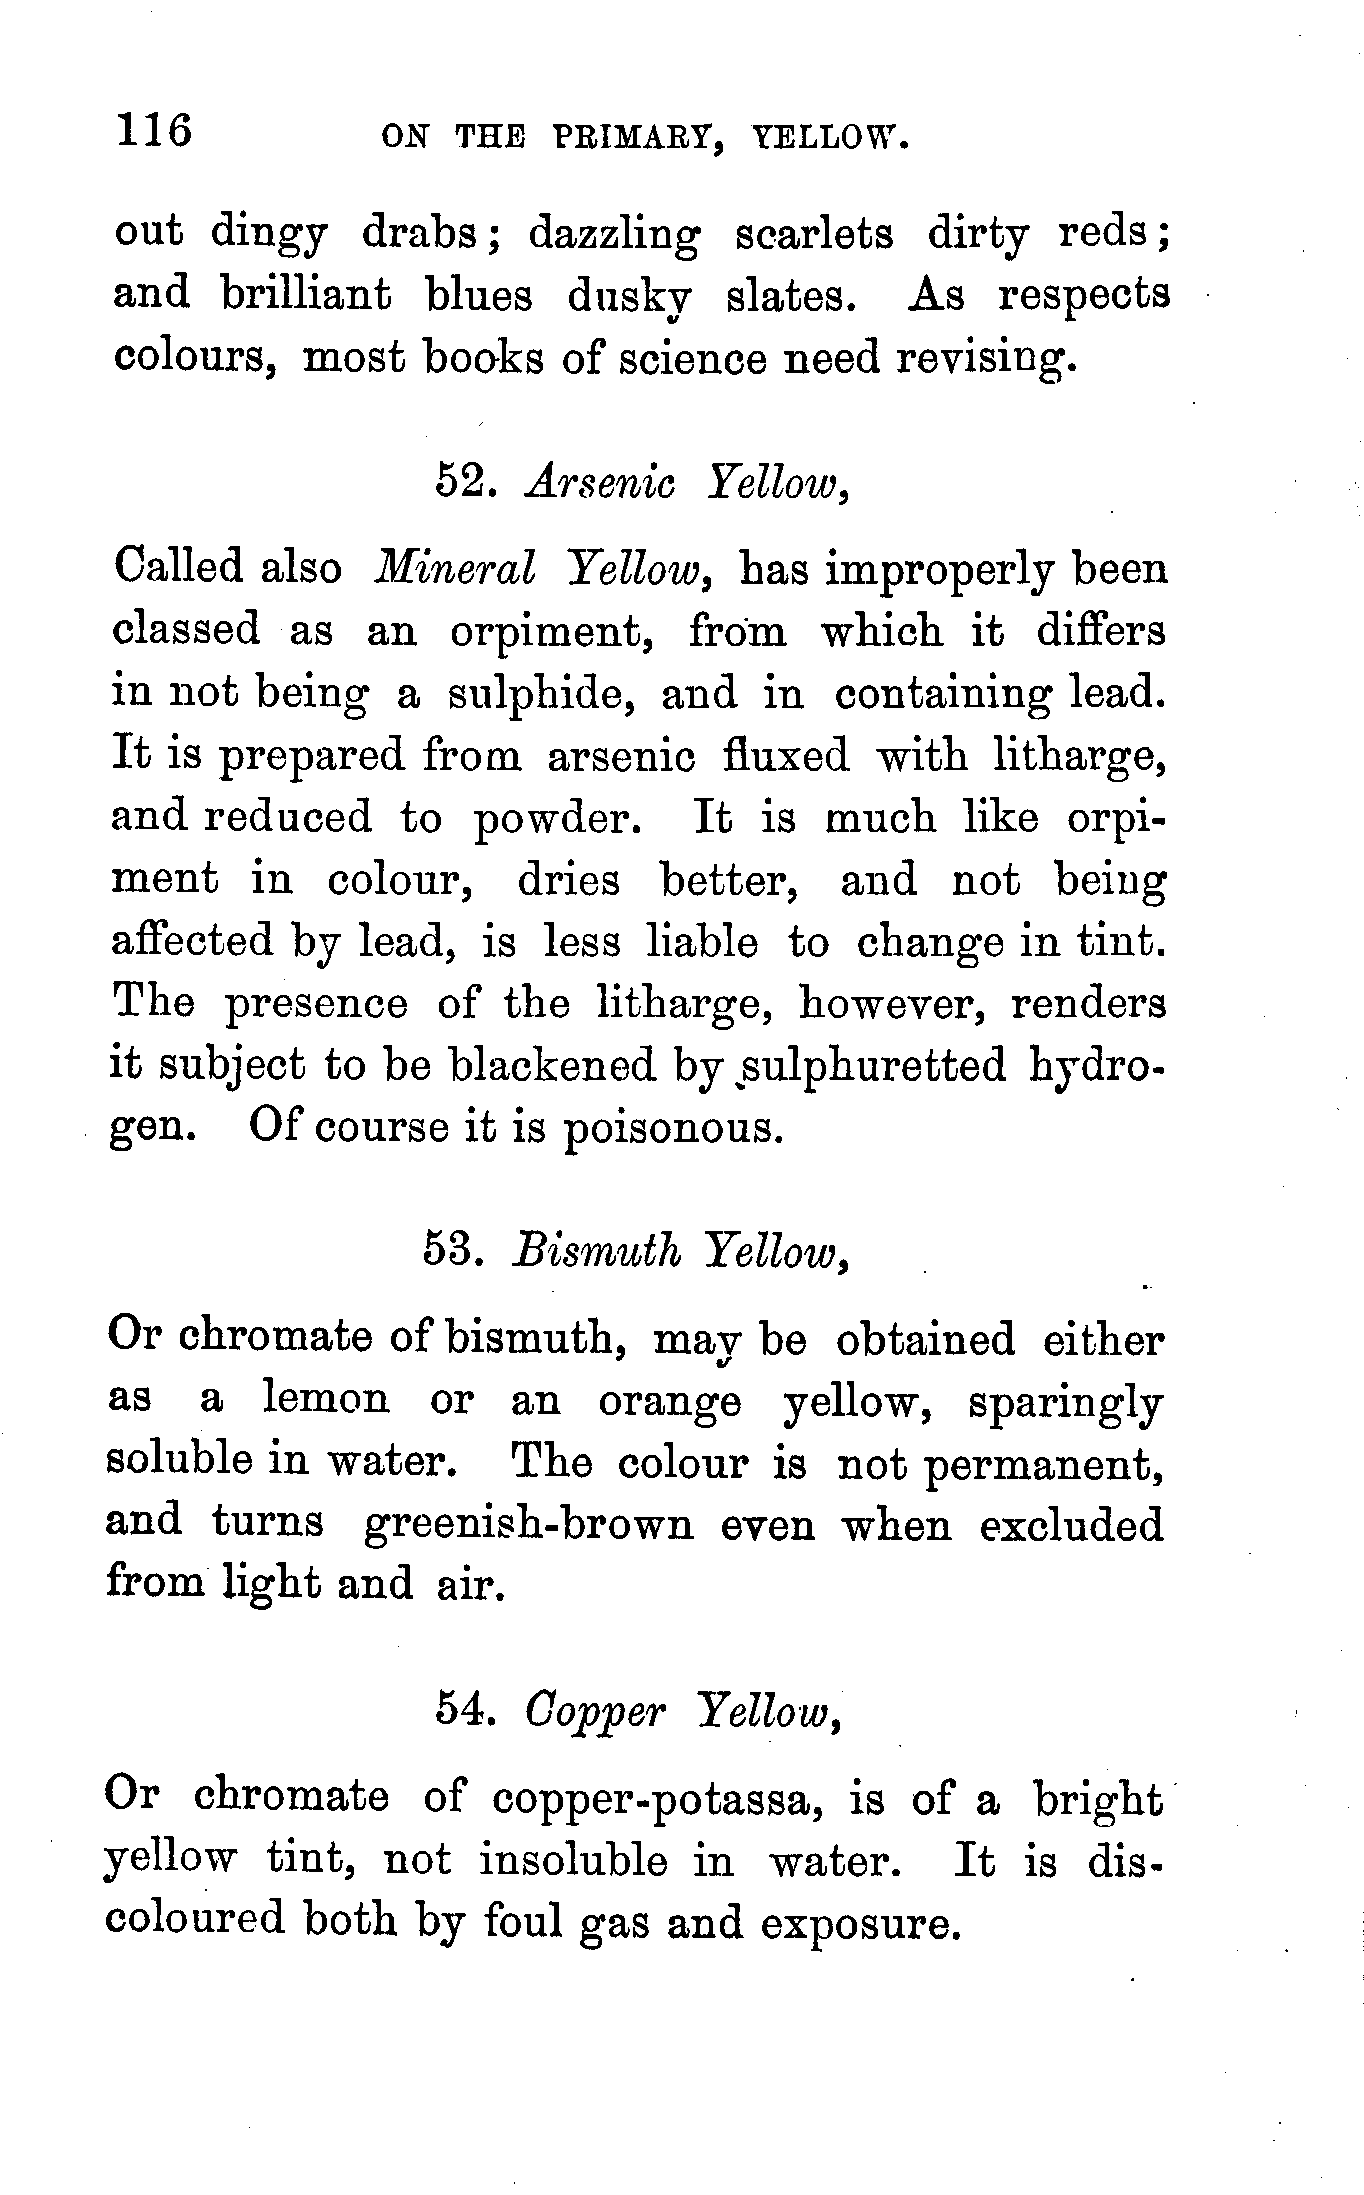 116 ON THE PRIMARY, YELLOW.
out dingy drabs; dazzling scarlets dirty reds;
and brilliant blues dusky slates. As respects
colours, most books of science need revising.
52. Arsenic Yellow,
Called also Mineral Yellow, has improperly been
classed as an orpiment, from which it differs
in not being a sulphide, and in containing lead.
It is prepared from arsenic fluxed with litharge,
and reduced to powder. It is much like orpi-
ment in colour, dries better, and not being
affected by lead, is less liable to change in tint.
The presence of the litharge, however, renders
it subject to be blackened by sulphuretted hydro-
gen. Of course it is poisonous.
53. Bismuth Yellow,
Or chromate of bismuth, may be obtained either
as a lemon or an orange yellow, sparingly
soluble in water. The colour is not permanent,
and turns greenish-brown even when excluded
from light and air.
54. Copper Yellow,
Or chromate of copper-potassa, is of a bright
yellow tint, not insoluble in water. It is dis-
coloured both by foul gas and exposure.